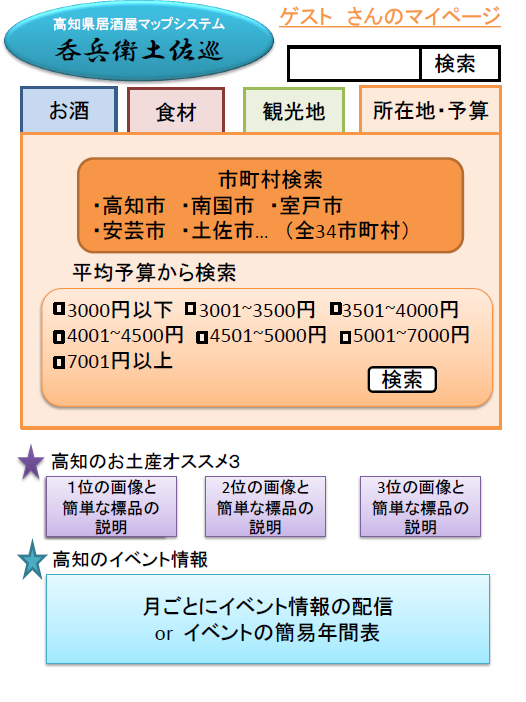 高知県居酒屋マップシステム
呑兵衛土佐巡
ゲスト　さんのマイページ
検索
お酒
食材
観光地
所在地・予算
市町村検索
・高知市　・南国市　・室戸市
・安芸市　・土佐市…　（全34市町村）
平均予算から検索
3000円以下 3001~3500円 3501~4000円
4001~4500円 4501~5000円 5001~7000円
7001円以上
検索
高知のお土産オススメ3
1位の画像と
簡単な標品の
説明
2位の画像と
簡単な標品の
説明
3位の画像と
簡単な標品の
説明
高知のイベント情報
月ごとにイベント情報の配信
or イベントの簡易年間表